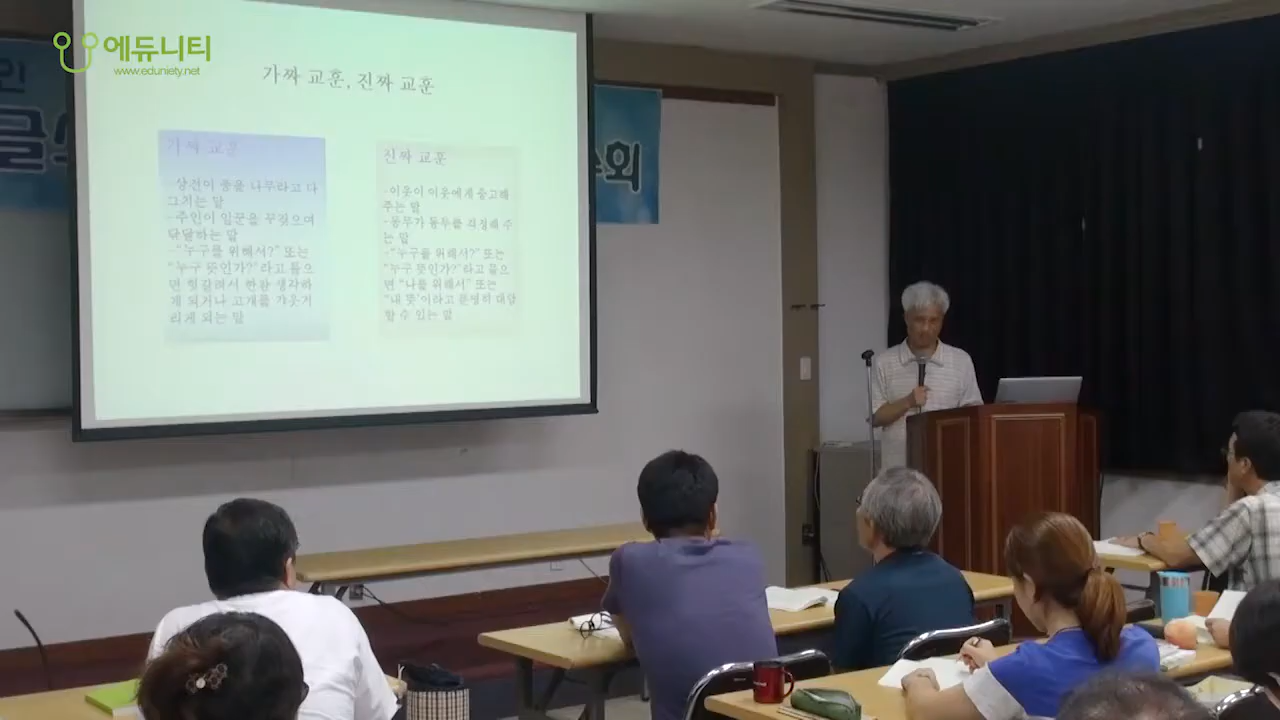 에듀니티
www.eduniety.net
인
글쓰
수회
가짜 교훈, 진짜 교훈
가짜 교훈
-상전이 종을 나무라고 다
그치는 말
-주인이 일꾼을 꾸짖으며
닦달하는 말
-"누구를 위해서?" 또는
"누구 뜻인가?"라고 물으
면 헷갈려서 한참 생각하
게 되거나 고개를 갸웃거
리게 되는 말
진짜 교훈
-이웃이 이웃에게 충고해
주는 말
-동무가 동무를 걱정해 주
는 말
-"누구를 위해서?" 또는
"누구 뜻인가?"라고 물으
면 "나를 위해서" 또는
"내 뜻"이라고 분명히 대답
할 수 있는 말